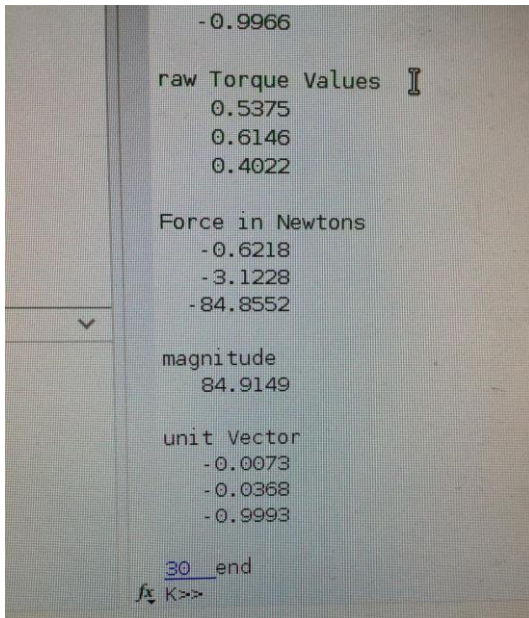 -0.9966
raw Torque Values
0.5375
0.6146
0.4022
Force in Newtons
-0.6218
-3.1228
-84.8552
magnitude
84.9149
unit Vector
-0.0073
-0.0368
-0.9993
30 end
fx K>>